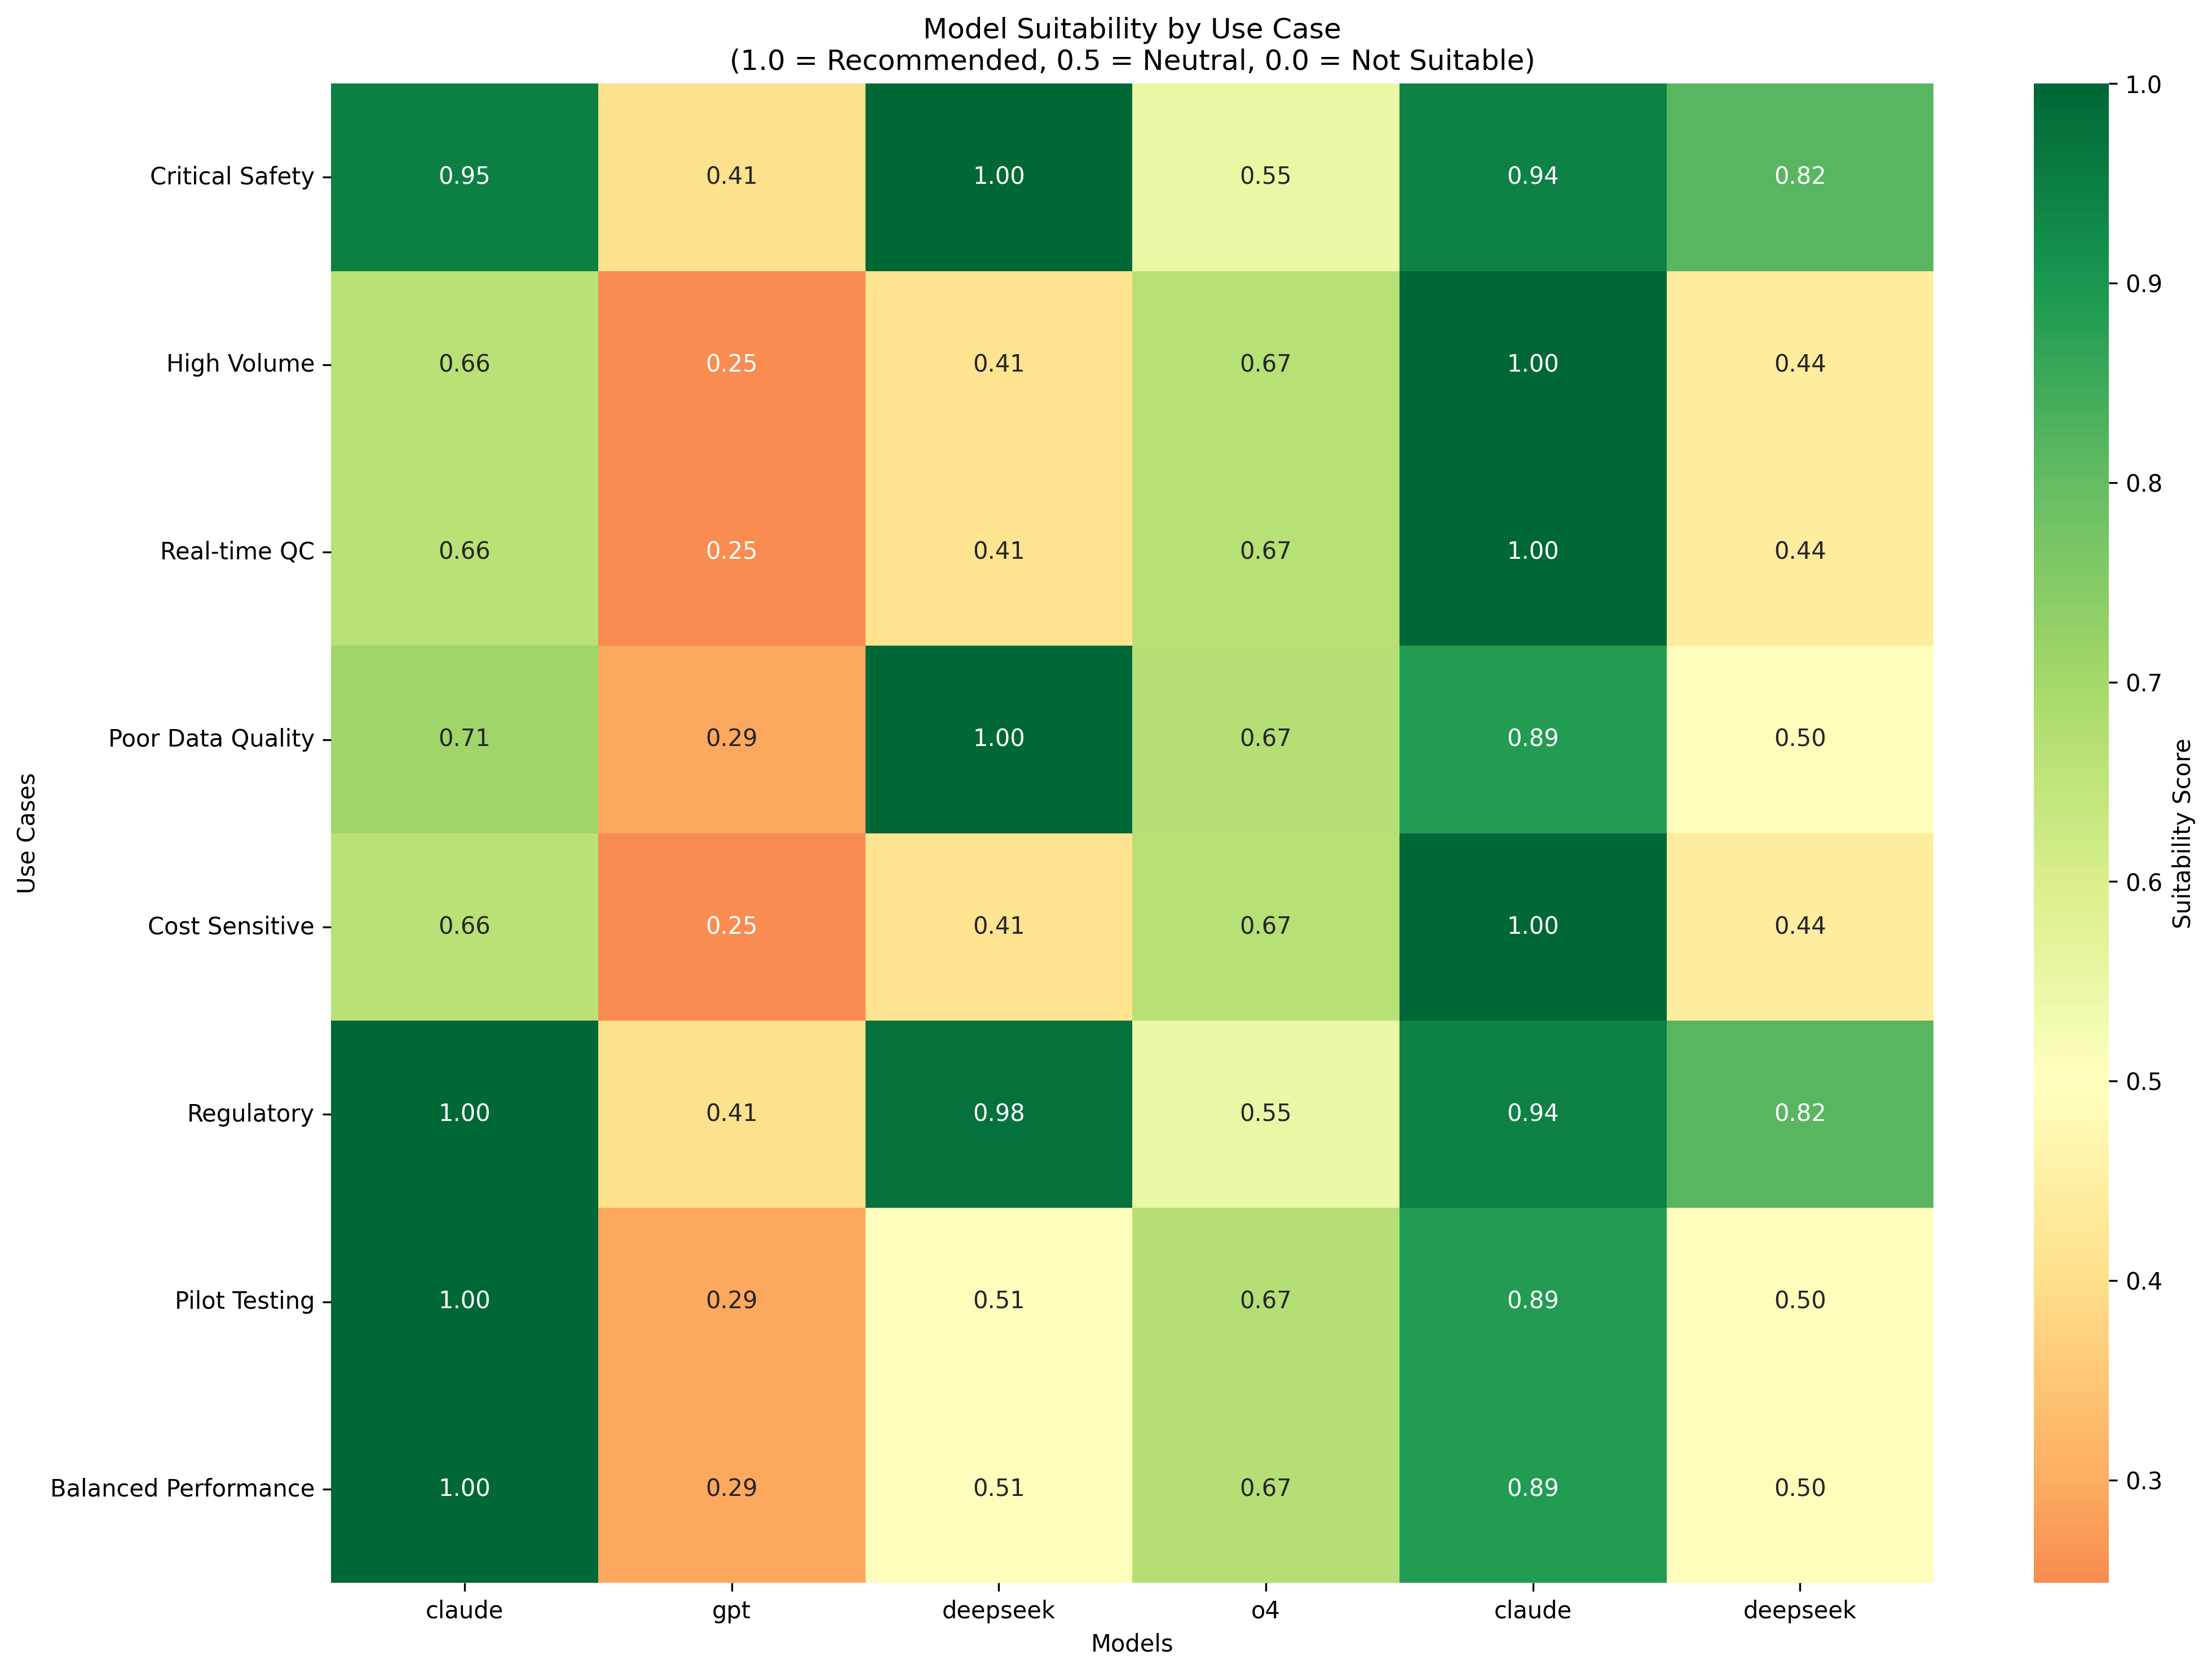 Model Suitability by Use Case
(1.0 = Recommended, 0.5 = Neutral, 0.0 = Not Suitable)
Use Cases
Critical Safety 0.95 0.41 1.00 0.55 0.94 0.82
High Volume 0.66 0.25 0.41 0.67 1.00 0.44
Real-time QC 0.66 0.25 0.41 0.67 1.00 0.44
Poor Data Quality 0.71 0.29 1.00 0.67 0.89 0.50
Cost Sensitive 0.66 0.25 0.41 0.67 1.00 0.44
Regulatory 1.00 0.41 0.98 0.55 0.94 0.82
Pilot Testing 1.00 0.29 0.51 0.67 0.89 0.50
Balanced Performance 1.00 0.29 0.51 0.67 0.89 0.50
claude gpt deepseek o4 claude deepseek
Models
1.0
0.9
0.8
0.7
0.6
0.5
0.4
0.3
Suitability Score